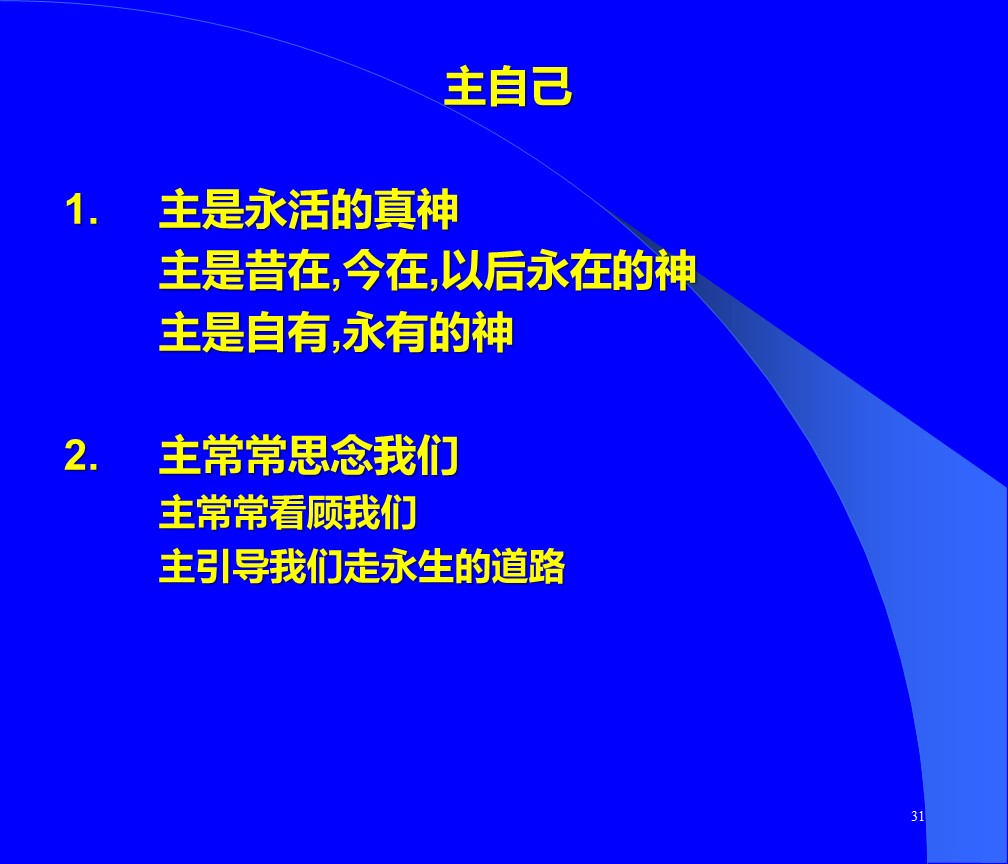 主自己
1. 主是永活的真神
主是昔在,今在,以后永在的神
主是自有,永有的神
2. 主常常思念我们
主常常看顾我们
主引导我们走永生的道路
31